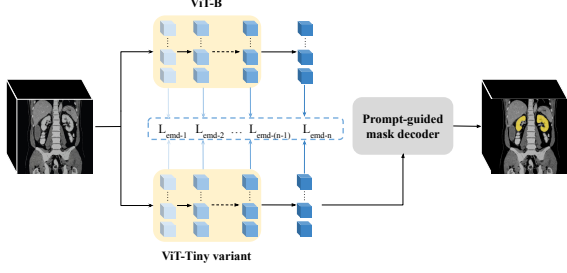 ViT-B
L_emd-1 L_emd-2 ... L_emd-(n-1) L_emd-n
Prompt-guided
mask decoder
ViT-Tiny variant